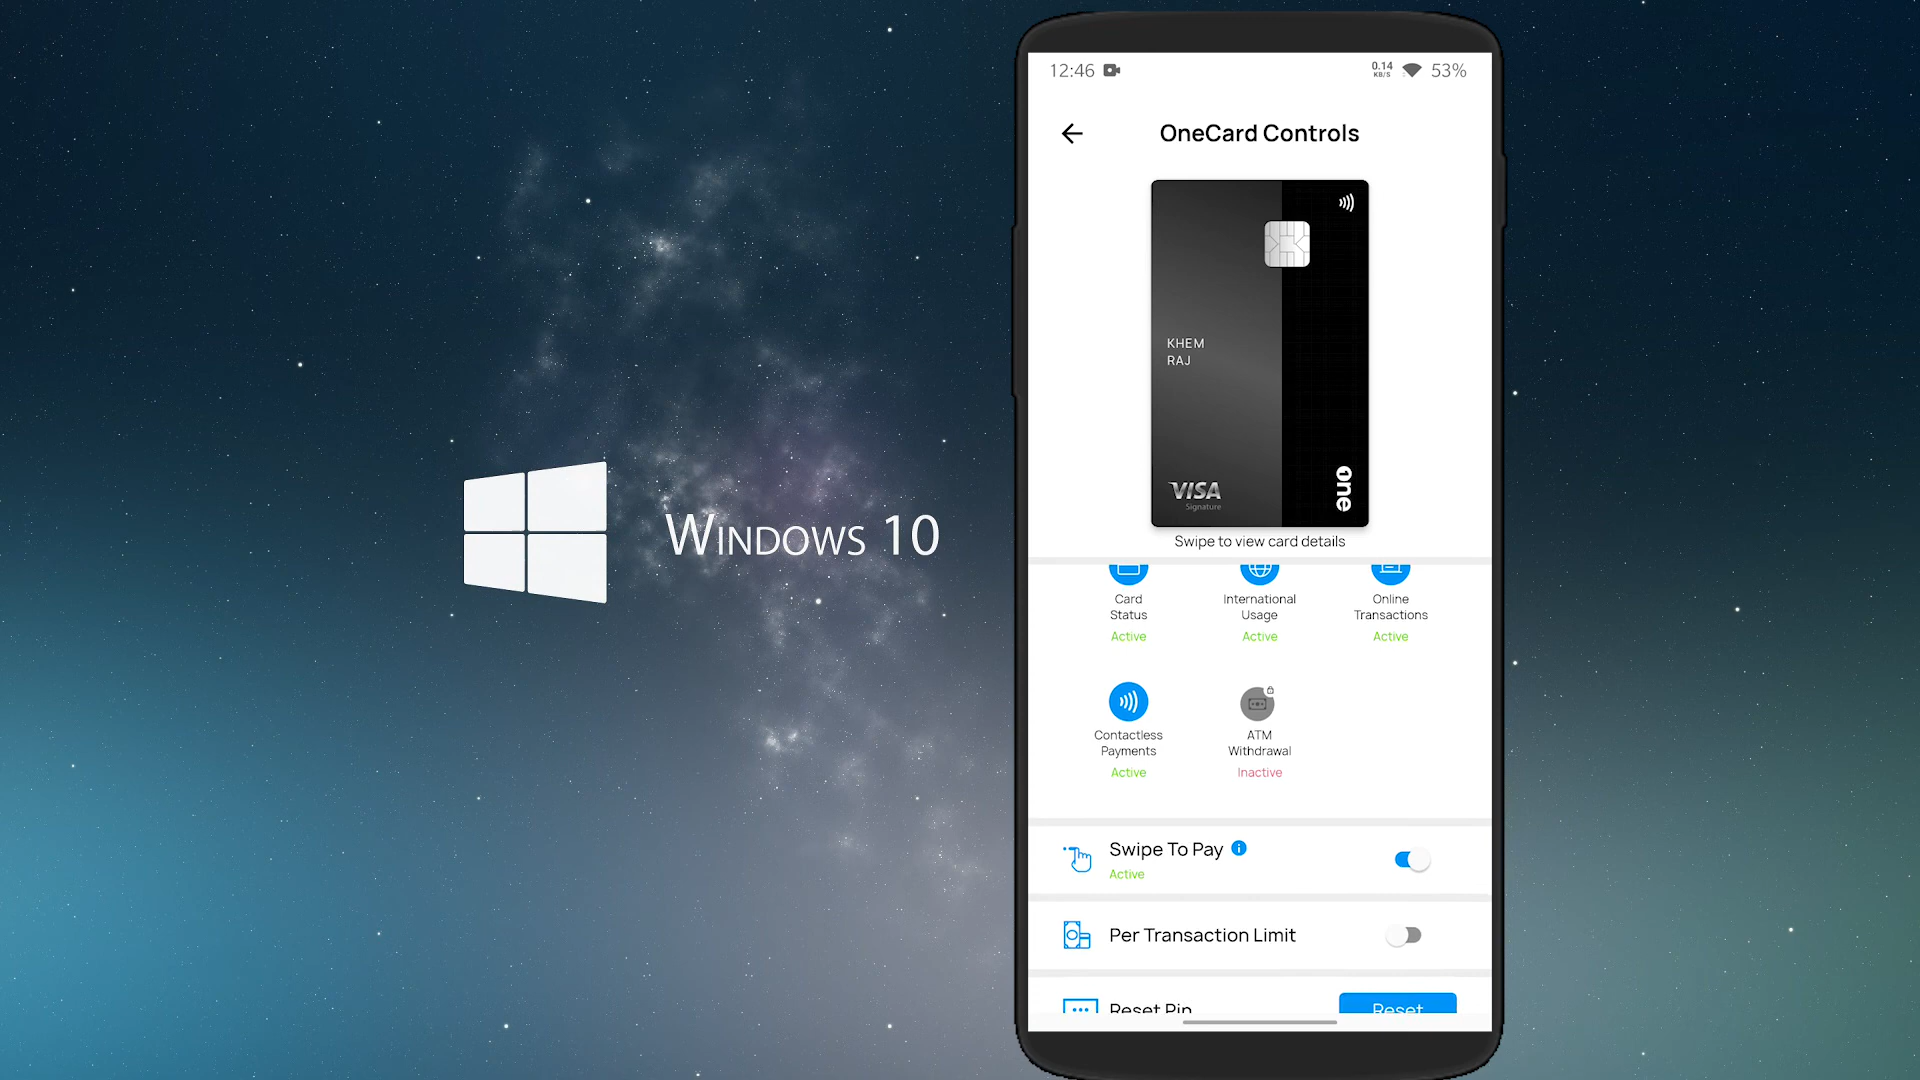 12:46
0.14
KB/S
53%
OneCard Controls
KHEM
RAJ
VISA
Signature
one
Swipe to view card details
Card
Status
Active
International
Usage
Active
Online
Transactions
Active
Contactless
Payments
Active
ATM
Withdrawal
Inactive
Swipe To Pay
Active
Per Transaction Limit
Reset Pin
Reset
WINDOWS 10